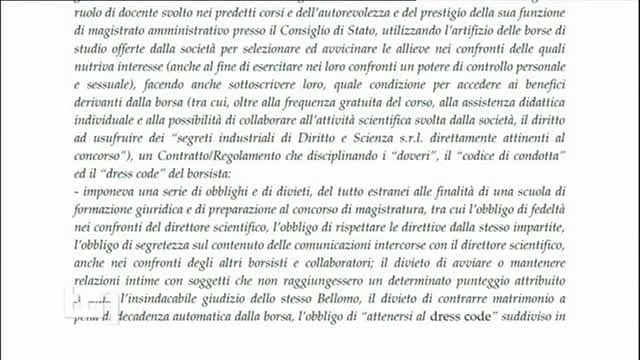 ruolo di docente svolto nei predetti corsi e dell'autorevolezza e del prestigio della sua funzione
di magistrato amministrativo presso il Consiglio di Stato, utilizzando l'artifizio delle borse di
studio offerte dalla società per selezionare ed avvicinare le allieve nei confronti delle quali
nutriva interesse (anche al fine di esercitare nei loro confronti un potere di controllo personale
e sessuale), facendo anche sottoscrivere loro, quale condizione per accedere ai benefici
derivanti dalla borsa (tra cui, oltre alla frequenza gratuita del corso, alla assistenza didattica
individuale e alla possibilità di collaborare all'attività scientifica svolta dalla società, il diritto
ad usufruire dei "segreti industriali di Diritto e Scienza s.r.l. direttamente attinenti al
concorso"), un Contratto/Regolamento che disciplinando i "doveri", il "codice di condotta"
ed il "dress code" del borsista:
- imponeva una serie di obblighi e di divieti, del tutto estranei alle finalità di una scuola di
formazione giuridica e di preparazione al concorso di magistratura, tra cui l'obbligo di fedeltà
nei confronti del direttore scientifico, l'obbligo di rispettare le direttive dalla stesso impartite,
l'obbligo di segretezza sul contenuto delle comunicazioni intercorse con il direttore scientifico,
anche nei confronti degli altri borsisti e collaboratori; il divieto di avviare o mantenere
relazioni intime con soggetti che non raggiungessero un determinato punteggio attribuito
l'insindacabile giudizio dello stesso Bellomo, il divieto di contrarre matrimonio a
pena di decadenza automatica dalla borsa, l'obbligo di "attenersi al dress code" suddiviso in